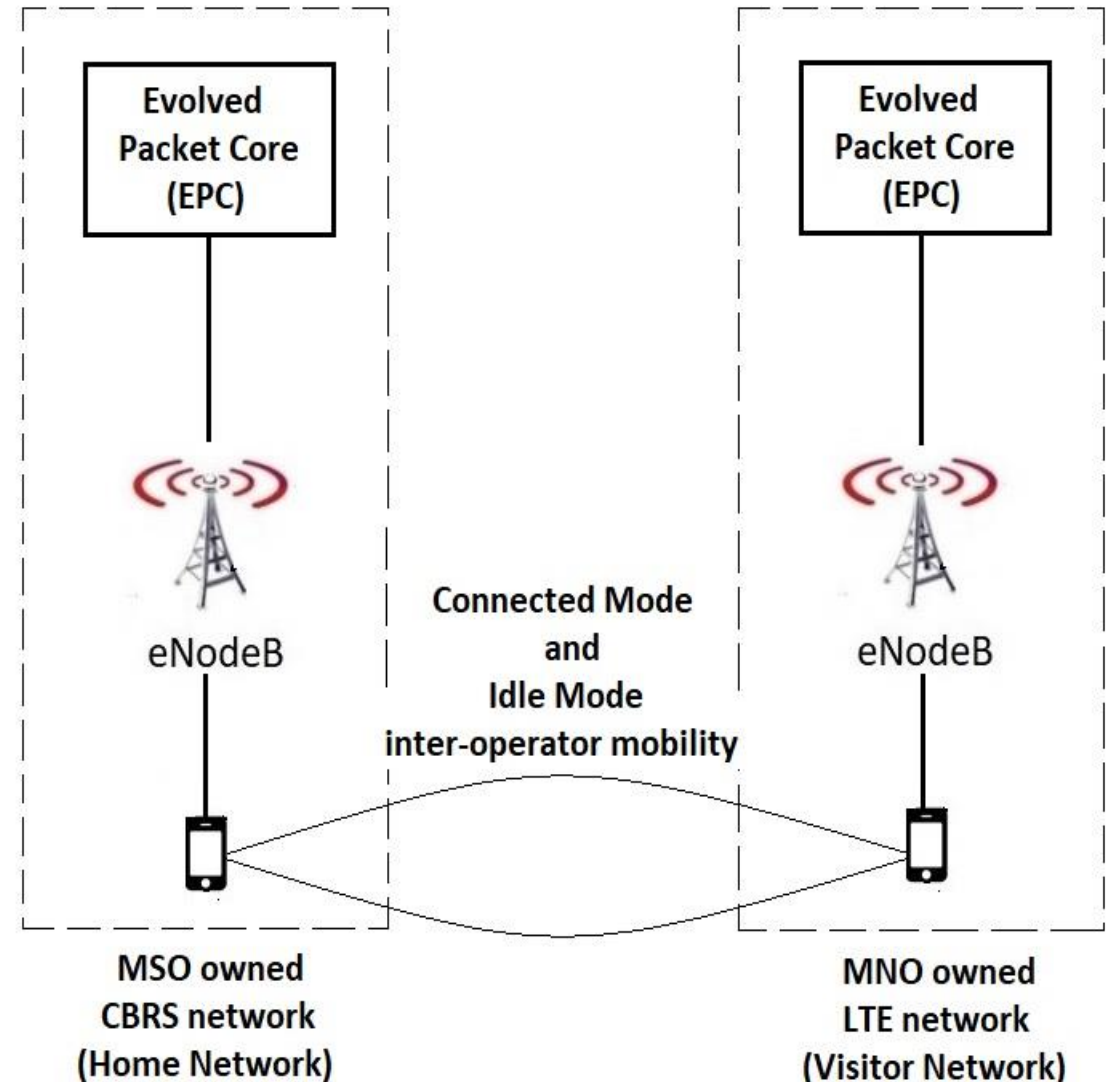 Evolved
Packet Core
(EPC)
Evolved
Packet Core
(EPC)
eNodeB
eNodeB
Connected Mode
and
Idle Mode
inter-operator mobility
MSO owned
CBRS network
(Home Network)
MNO owned
LTE network
(Visitor Network)